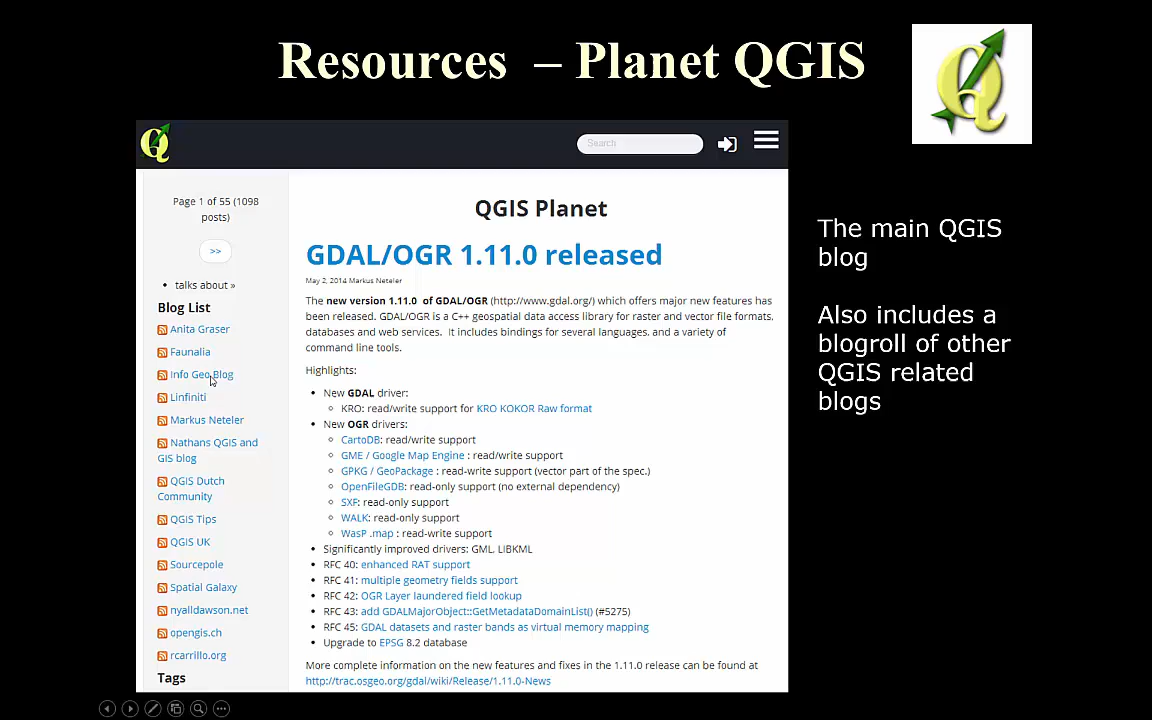 Resources – Planet QGIS
Search
Page 1 of 55 (1098
posts)
>>
• talks about »
Blog List
Anita Graser
Faunalia
Info Geo Blog
Linfiniti
Markus Neteler
Nathans QGIS and
GIS blog
QGIS Dutch
Community
QGIS Tips
QGIS UK
Sourcepole
Spatial Galaxy
nyalldawson.net
opengis.ch
rcarrillo.org
Tags
QGIS Planet
GDAL/OGR 1.11.0 released
May 2, 2014 Markus Neteler
The new version 1.11.0 of GDAL/OGR (http://www.gdal.org/) which offers major new features has
been released. GDAL/OGR is a C++ geospatial data access library for raster and vector file formats,
databases and web services. It includes bindings for several languages, and a variety of
command line tools.
Highlights:
• New GDAL driver:
◦ KRO: read/write support for KRO KOKOR Raw format
• New OGR drivers:
◦ CartoDB: read/write support
◦ GME / Google Map Engine : read/write support
◦ GPKG / GeoPackage : read-write support (vector part of the spec.)
◦ OpenFileGDB: read-only support (no external dependency)
◦ SXF: read-only support
◦ WALK: read-only support
◦ WasP .map : read-write support
• Significantly improved drivers: GML, LIBKML
• RFC 40: enhanced RAT support
• RFC 41: multiple geometry fields support
• RFC 42: OGR Layer laundered field lookup
• RFC 43: add GDALMajorObject::GetMetadataDomainList() (#5275)
• RFC 45: GDAL datasets and raster bands as virtual memory mapping
• Upgrade to EPSG 8.2 database
More complete information on the new features and fixes in the 1.11.0 release can be found at
http://trac.osgeo.org/gdal/wiki/Release/1.11.0-News
The main QGIS
blog
Also includes a
blogroll of other
QGIS related
blogs